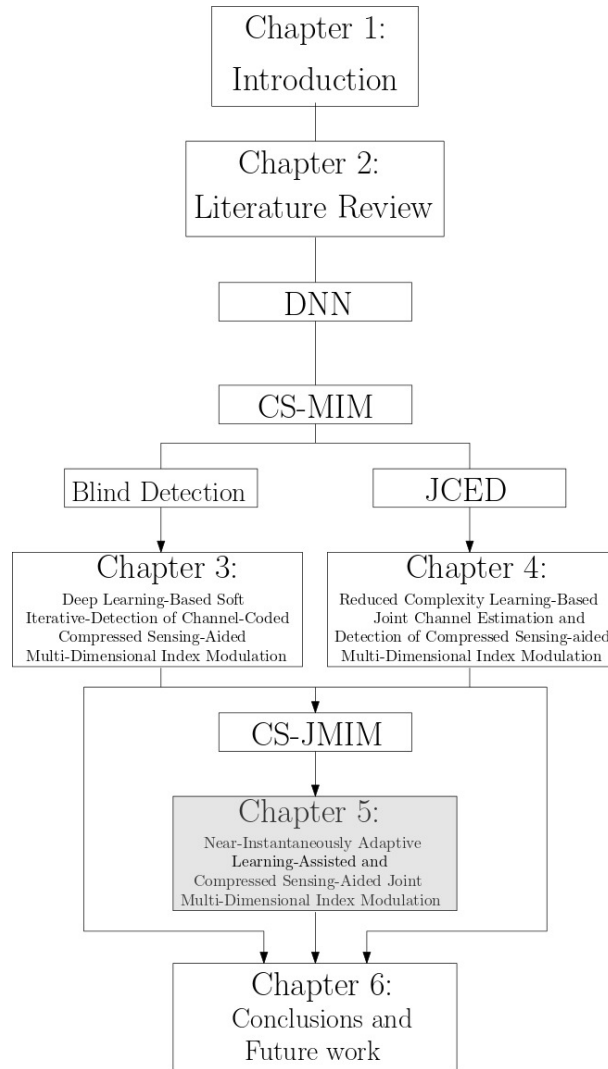 Chapter 1:
Introduction
Chapter 2:
Literature Review
DNN
CS-MIM
Blind Detection
JCED
Chapter 3:
Deep Learning-Based Soft
Iterative-Detection of Channel-Coded
Compressed Sensing-Aided
Multi-Dimensional Index Modulation
Chapter 4:
Reduced Complexity Learning-Based
Joint Channel Estimation and
Detection of Compressed Sensing-aided
Multi-Dimensional Index Modulation
CS-JMIM
Chapter 5:
Near-Instantaneously Adaptive
Learning-Assisted and
Compressed Sensing-Aided Joint
Multi-Dimensional Index Modulation
Chapter 6:
Conclusions and
Future work